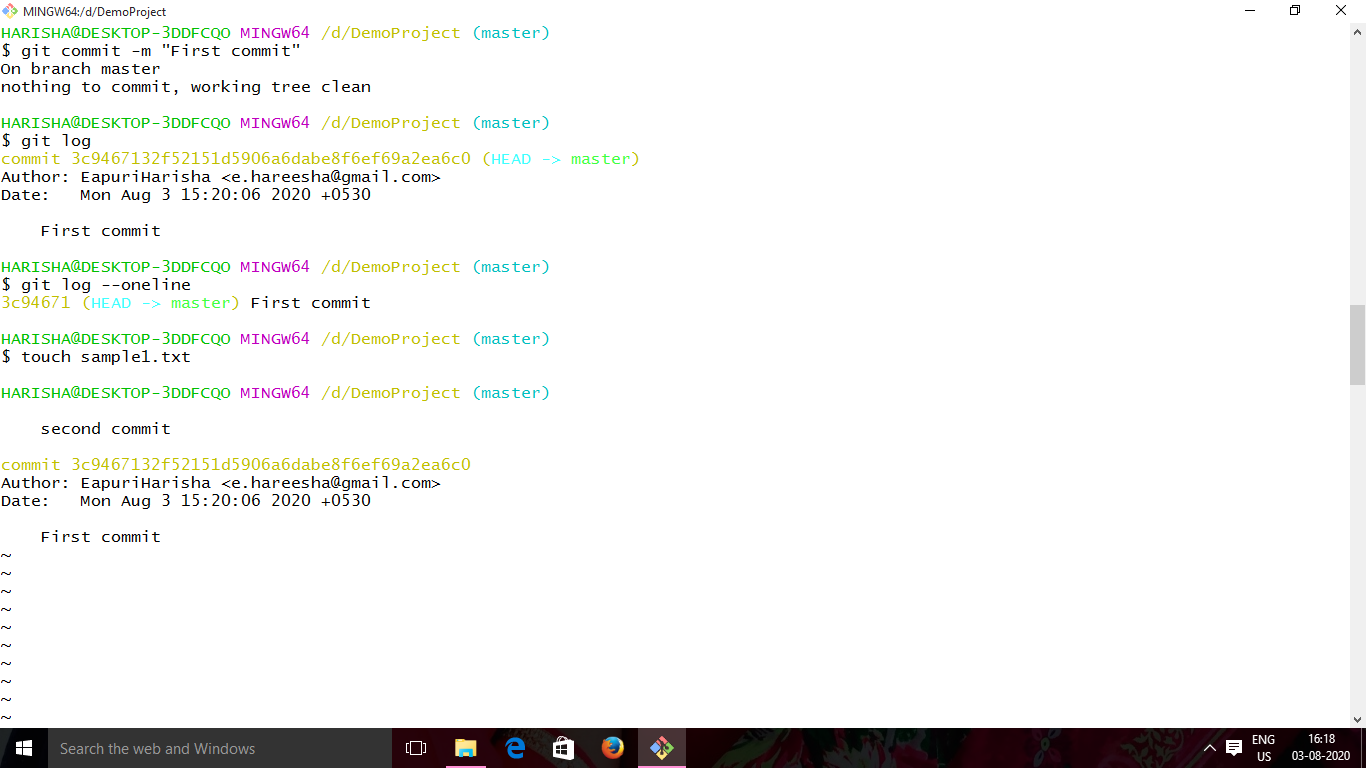 MINGW64:/d/DemoProject
HARISHA@DESKTOP-3DDFCQO MINGW64 /d/DemoProject (master)
$ git commit -m "First commit"
On branch master
nothing to commit, working tree clean
HARISHA@DESKTOP-3DDFCQO MINGW64 /d/DemoProject (master)
$ git log
commit 3c9467132f52151d5906a6dabe8f6ef69a2ea6c0 (HEAD -> master)
Author: EapuriHarisha <e.hareesha@gmail.com>
Date:   Mon Aug 3 15:20:06 2020 +0530
First commit
HARISHA@DESKTOP-3DDFCQO MINGW64 /d/DemoProject (master)
$ git log --oneline
3c94671 (HEAD -> master) First commit
HARISHA@DESKTOP-3DDFCQO MINGW64 /d/DemoProject (master)
$ touch sample1.txt
HARISHA@DESKTOP-3DDFCQO MINGW64 /d/DemoProject (master)
second commit
commit 3c9467132f52151d5906a6dabe8f6ef69a2ea6c0
Author: EapuriHarisha <e.hareesha@gmail.com>
Date:   Mon Aug 3 15:20:06 2020 +0530
First commit
~
~
~
~
~
~
~
~
~
~
Search the web and Windows
ENG
US
16:18
03-08-2020